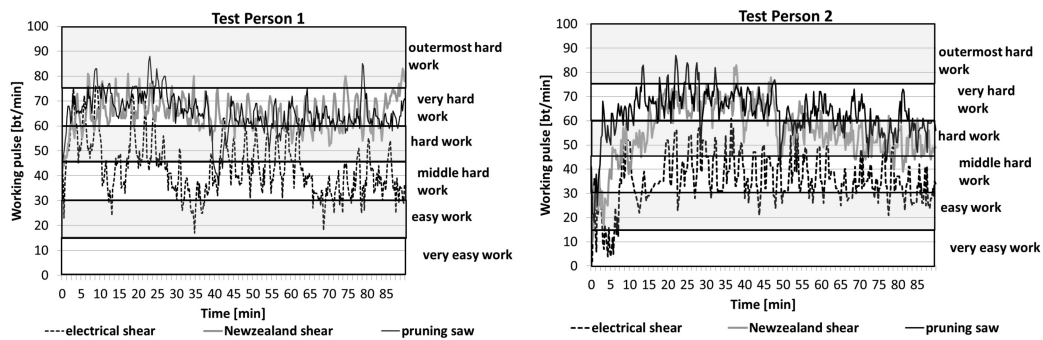 Test Person 1
Working pulse [bt/min]
100
90
80
70
60
50
40
30
20
10
0
outermost hard
work
very hard
work
hard work
middle hard
work
easy work
very easy work
0 5 10 15 20 25 30 35 40 45 50 55 60 65 70 75 80 85
Time [min]
electrical shear Newzealand shear pruning saw
Test Person 2
Working pulse [bt/min]
100
90
80
70
60
50
40
30
20
10
0
outermost hard
work
very hard
work
hard work
middle hard
work
easy work
very easy work
0 5 10 15 20 25 30 35 40 45 50 55 60 65 70 75 80 85
Time [min]
electrical shear Newzealand shear pruning saw